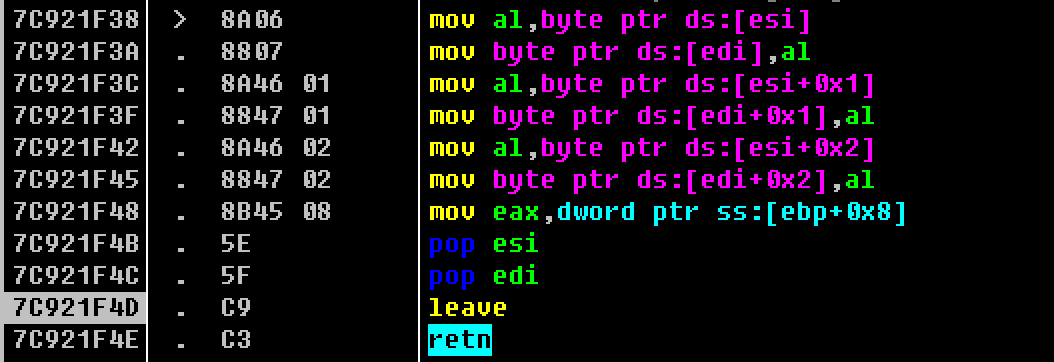 7C921F38 > 8A06 mov al,byte ptr ds:[esi]
7C921F3A . 8807 mov byte ptr ds:[edi],al
7C921F3C . 8A46 01 mov al,byte ptr ds:[esi+0x1]
7C921F3F . 8847 01 mov byte ptr ds:[edi+0x1],al
7C921F42 . 8A46 02 mov al,byte ptr ds:[esi+0x2]
7C921F45 . 8847 02 mov byte ptr ds:[edi+0x2],al
7C921F48 . 8B45 08 mov eax,dword ptr ss:[ebp+0x8]
7C921F4B . 5E pop esi
7C921F4C . 5F pop edi
7C921F4D . C9 leave
7C921F4E . C3 retn